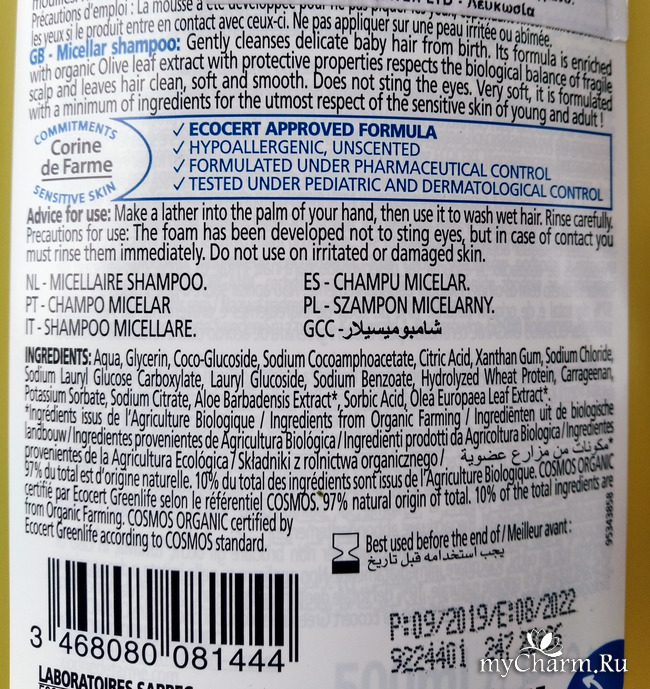 Précautions d'emploi : La mousse a été
les yeux si le produit entre en contact avec ceux-ci. Ne pas appliquer sur une peau irritée ou abimée.
Λευκωσία
GB - Micellar shampoo: Gently cleanses delicate baby hair from birth. Its formula is enriched
with organic Olive leaf extract with protective properties respects the biological balance of fragile
scalp and leaves hair clean, soft and smooth. Does not sting the eyes. Very soft, it is formulated
with a minimum of ingredients for the utmost respect of the sensitive skin of young and adult !
COMMITMENTS
Corine
de Farme
SENSITIVE SKIN
✓ ECOCERT APPROVED FORMULA
✓ HYPOALLERGENIC, UNSCENTED
✓ FORMULATED UNDER PHARMACEUTICAL CONTROL
✓ TESTED UNDER PEDIATRIC AND DERMATOLOGICAL CONTROL
Advice for use: Make a lather into the palm of your hand, then use it to wash wet hair. Rinse carefully.
Precautions for use: The foam has been developed not to sting eyes, but in case of contact you
must rinse them immediately. Do not use on irritated or damaged skin.
NL - MICELLAIRE SHAMPOO. ES - CHAMPU MICELAR.
PT - CHAMPO MICELAR PL - SZAMPON MICELARNY.
IT - SHAMPOO MICELLARE. GCC - شامبوميسيلار
INGREDIENTS: Aqua, Glycerin, Coco-Glucoside, Sodium Cocoamphoacetate, Citric Acid, Xanthan Gum, Sodium Chloride,
Sodium Lauryl Glucose Carboxylate, Lauryl Glucoside, Sodium Benzoate, Hydrolyzed Wheat Protein, Carrageenan,
Potassium Sorbate, Sodium Citrate, Aloe Barbadensis Extract*, Sorbic Acid, Olea Europaea Leaf Extract*.
*Ingrédients issus de l'Agriculture Biologique / Ingredients from Organic Farming / Ingrediënten uit de biologische
landbouw / Ingredientes provenientes de Agricultura Biológica / Ingredienti prodotti da Agricoltura Biologica / Ingredientes
provenientes de la Agricultura Ecológica / Składniki z rolnictwa organicznego / مكونات من مزارع عضوية*
97% du total est d'origine naturelle. 10% du total des ingrédients sont issus de l'Agriculture Biologique. COSMOS ORGANIC
certifié par Ecocert Greenlife selon le référentiel COSMOS. 97% natural origin of total. 10% of the total ingredients are
from Organic Farming. COSMOS ORGANIC certified by
Ecocert Greenlife according to COSMOS standard.
95343858
Best used before the end of / Meilleur avant :
يجب استخدامه قبل تاريخ
P:09/2019/E:08/2022
9224401 247
3 468080 081444
LABORATOIRES SARBEC
myCharm.Ru